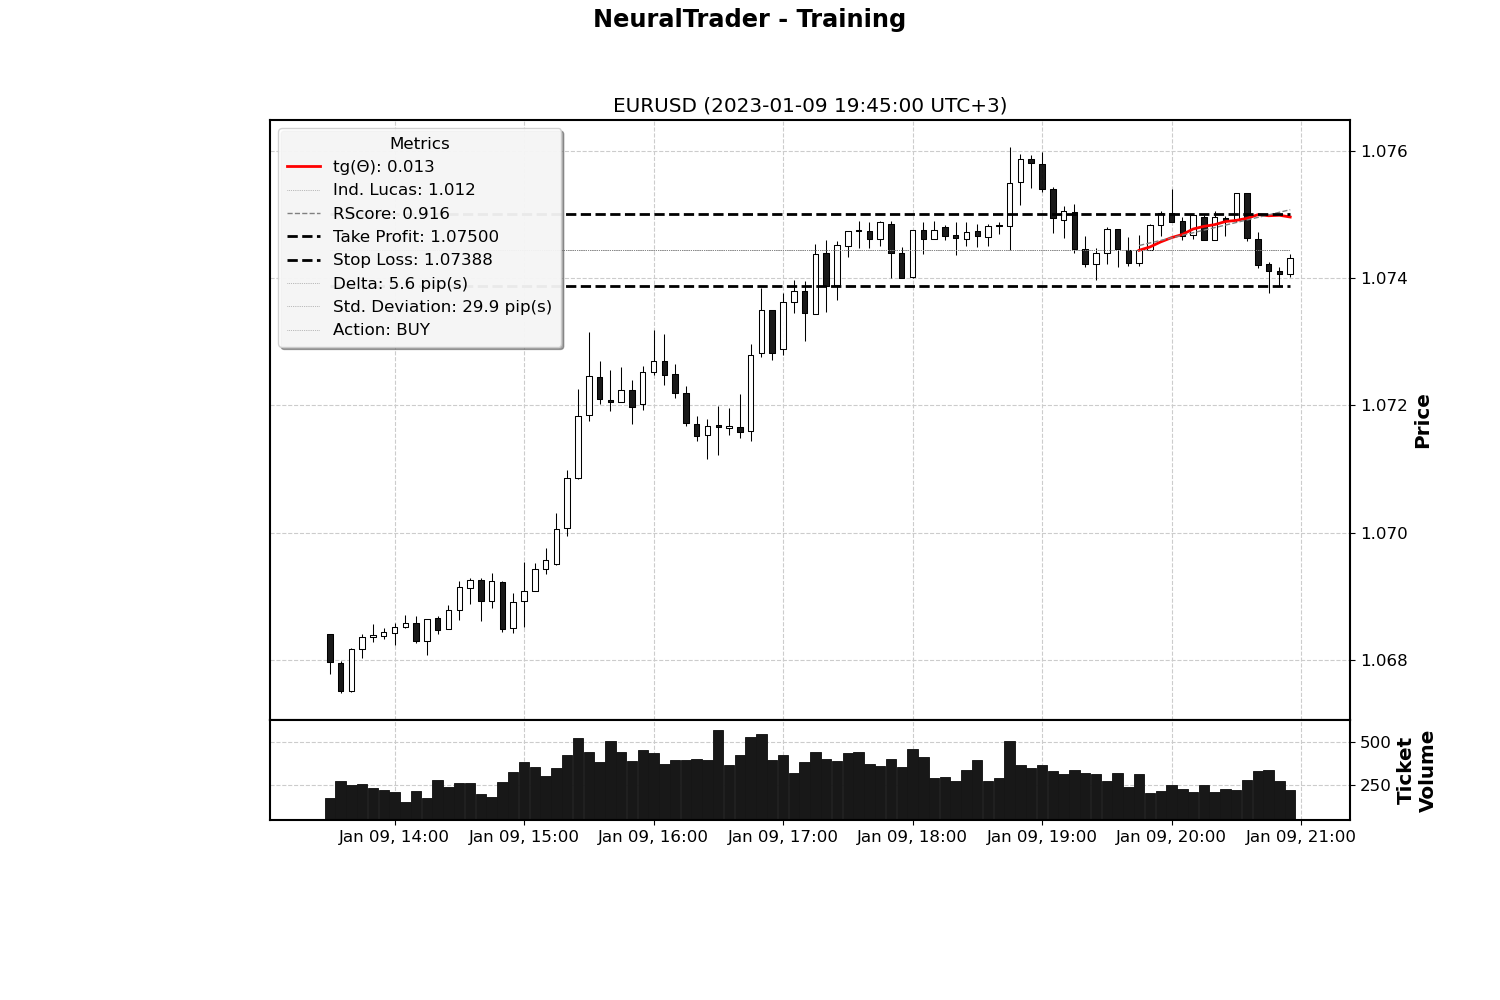 NeuralTrader - Training
EURUSD (2023-01-09 19:45:00 UTC+3)
Metrics
tg(Θ): 0.013
Ind. Lucas: 1.012
RScore: 0.916
Take Profit: 1.07500
Stop Loss: 1.07388
Delta: 5.6 pip(s)
Std. Deviation: 29.9 pip(s)
Action: BUY
1.076
1.074
1.072
1.070
1.068
Price
500
250
Ticket
Volume
Jan 09, 14:00
Jan 09, 15:00
Jan 09, 16:00
Jan 09, 17:00
Jan 09, 18:00
Jan 09, 19:00
Jan 09, 20:00
Jan 09, 21:00